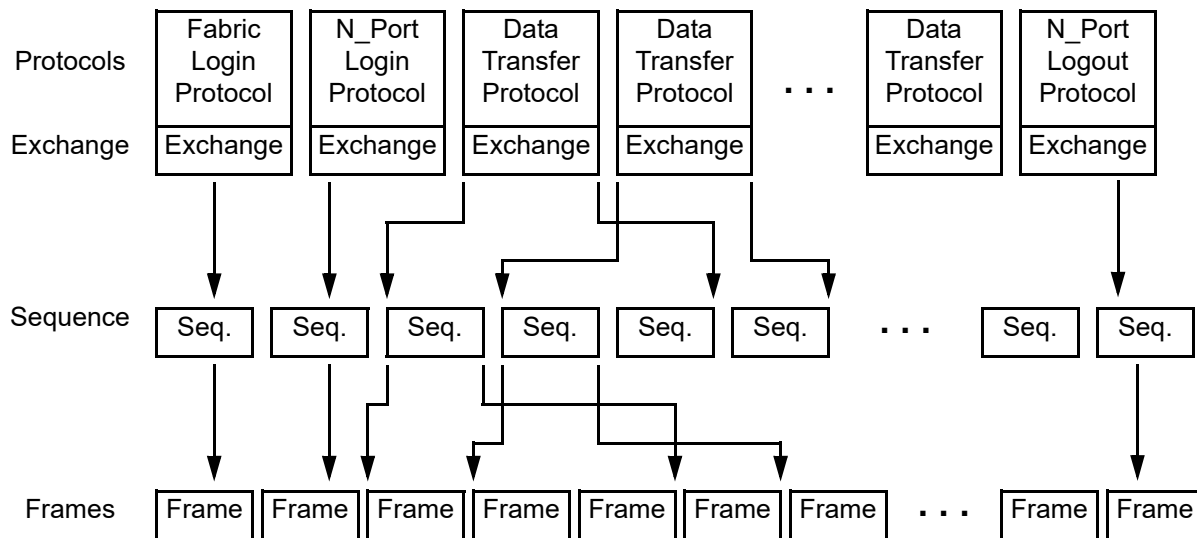 Protocols
Fabric
Login
Protocol
N_Port
Login
Protocol
Data
Transfer
Protocol
Data
Transfer
Protocol
. . .
Data
Transfer
Protocol
N_Port
Logout
Protocol
Exchange
Exchange
Exchange
Exchange
Exchange
Exchange
Exchange
Sequence
Seq.
Seq.
Seq.
Seq.
Seq.
Seq.
. . .
Seq.
Seq.
Frames
Frame
Frame
Frame
Frame
Frame
Frame
Frame
. . .
Frame
Frame